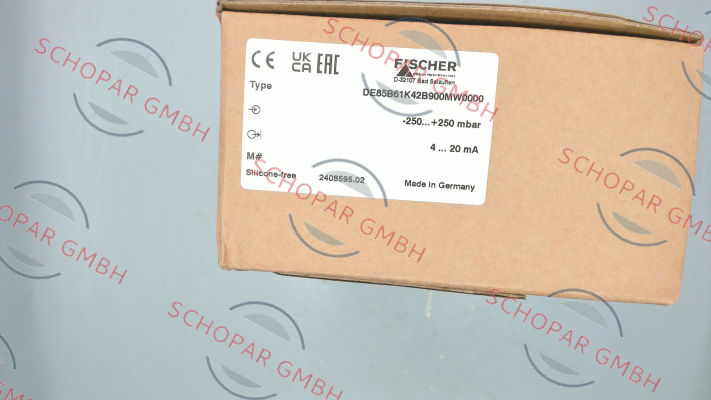 CE UK CA EAC
FISCHER
D-32107 Bad Salzuflen
Type DE85B61K42B900MW0000
-250...+250 mbar
4 ... 20 mA
M#
Silicone-free 2408595.02 Made in Germany
SCHOPAR GMBH
SCHOPAR GMBH
SCHOPAR GMBH
SCHOPAR GMBH
SCHOPAR GMBH
SCHOPAR GMBH
SCHOPAR GMBH
SCHOPAR GMBH